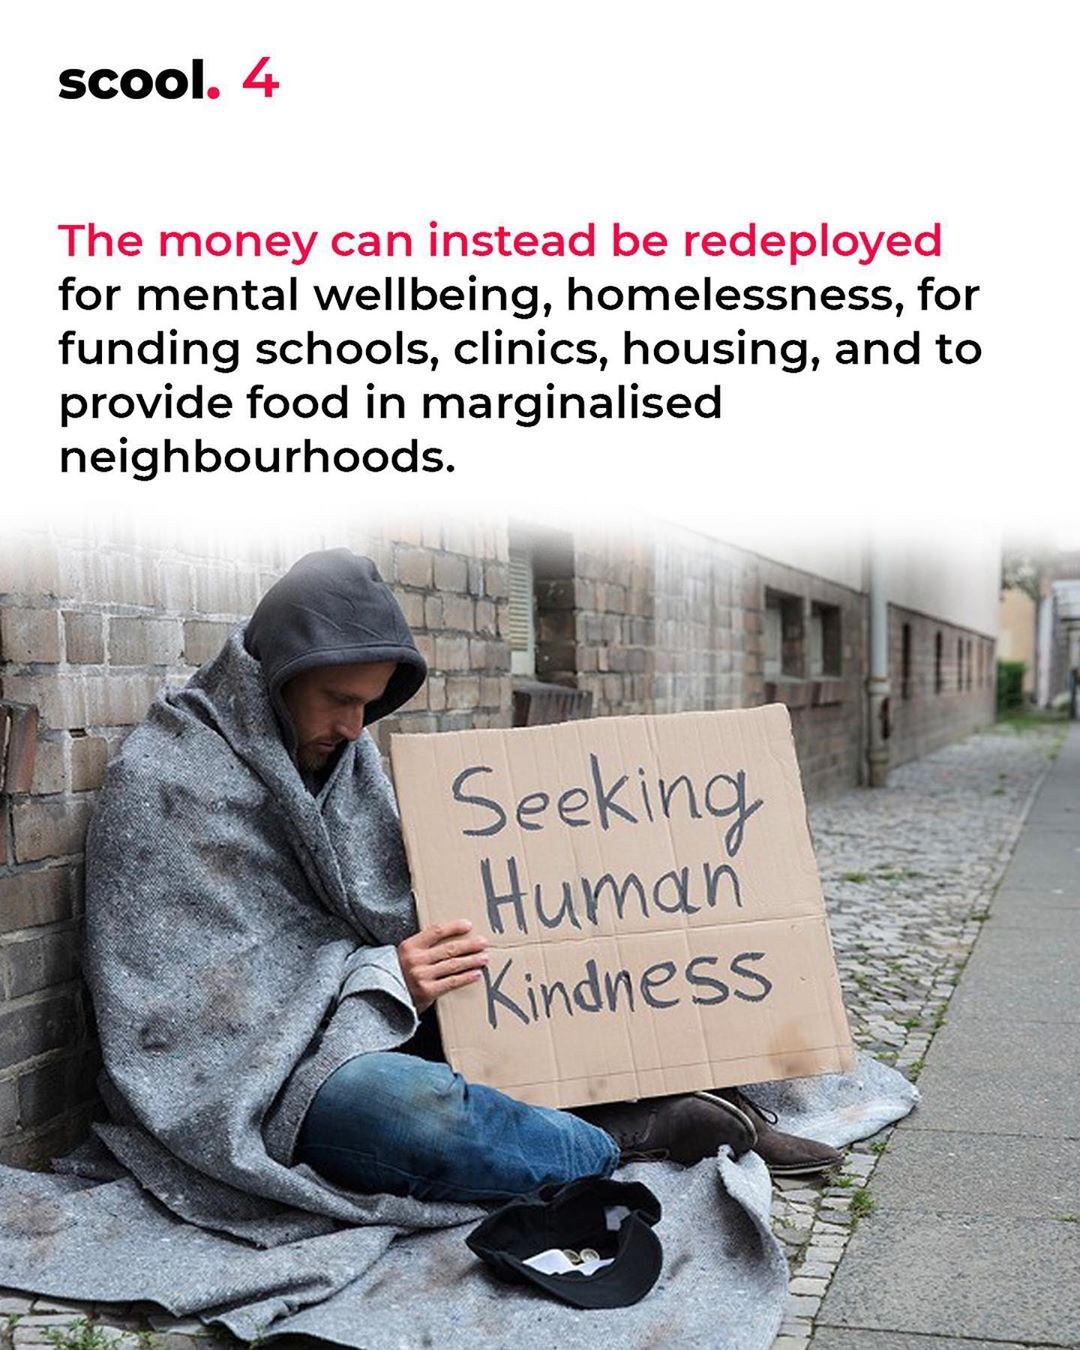 scool. 4
The money can instead be redeployed
for mental wellbeing, homelessness, for
funding schools, clinics, housing, and to
provide food in marginalised
neighbourhoods.
Seeking
Human
Kindness